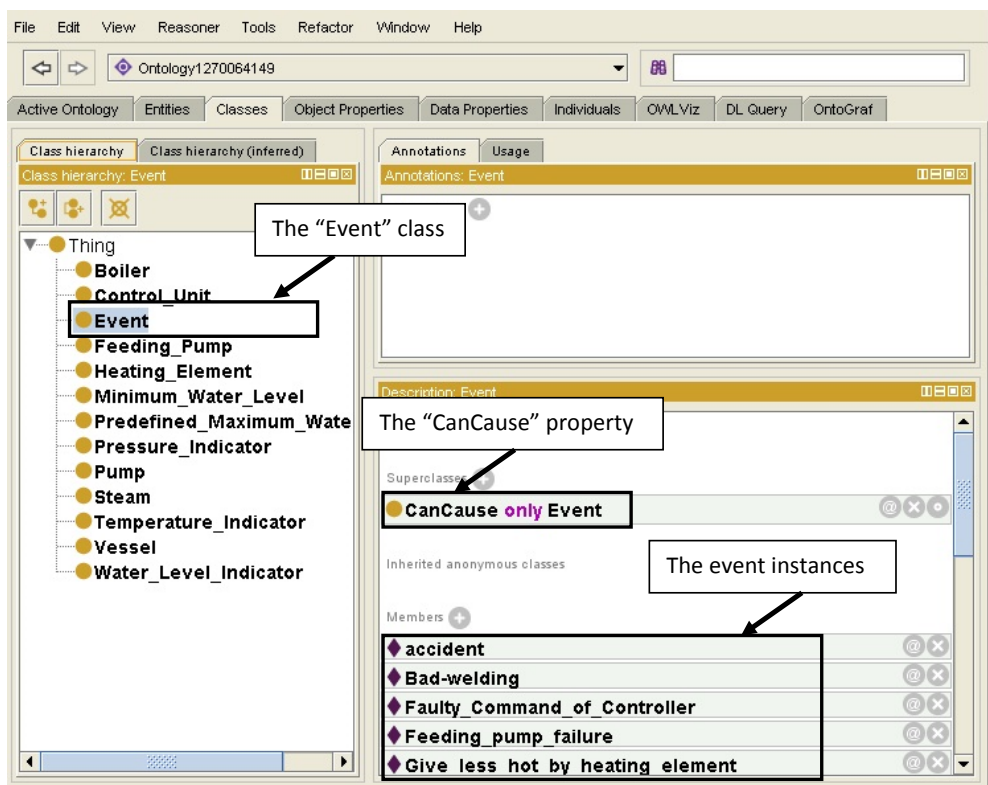 File Edit View Reasoner Tools Refactor Window Help
Ontology1270064149
Active Ontology Entities Classes Object Properties Data Properties Individuals OWLViz DL Query OntoGraf
Class hierarchy Class hierarchy (inferred)
Class hierarchy: Event
The “Event” class
Thing
Boiler
Control_Unit
Event
Feeding_Pump
Heating_Element
Minimum_Water_Level
Predefined_Maximum_Wate
Pressure_Indicator
Pump
Steam
Temperature_Indicator
Vessel
Water_Level_Indicator
Annotations Usage
Annotations: Event
Description: Event
The “CanCause” property
Superclasses
CanCause only Event
Inherited anonymous classes
The event instances
Members
accident
Bad-welding
Faulty_Command_of_Controller
Feeding_pump_failure
Give_less_hot_by_heating_element